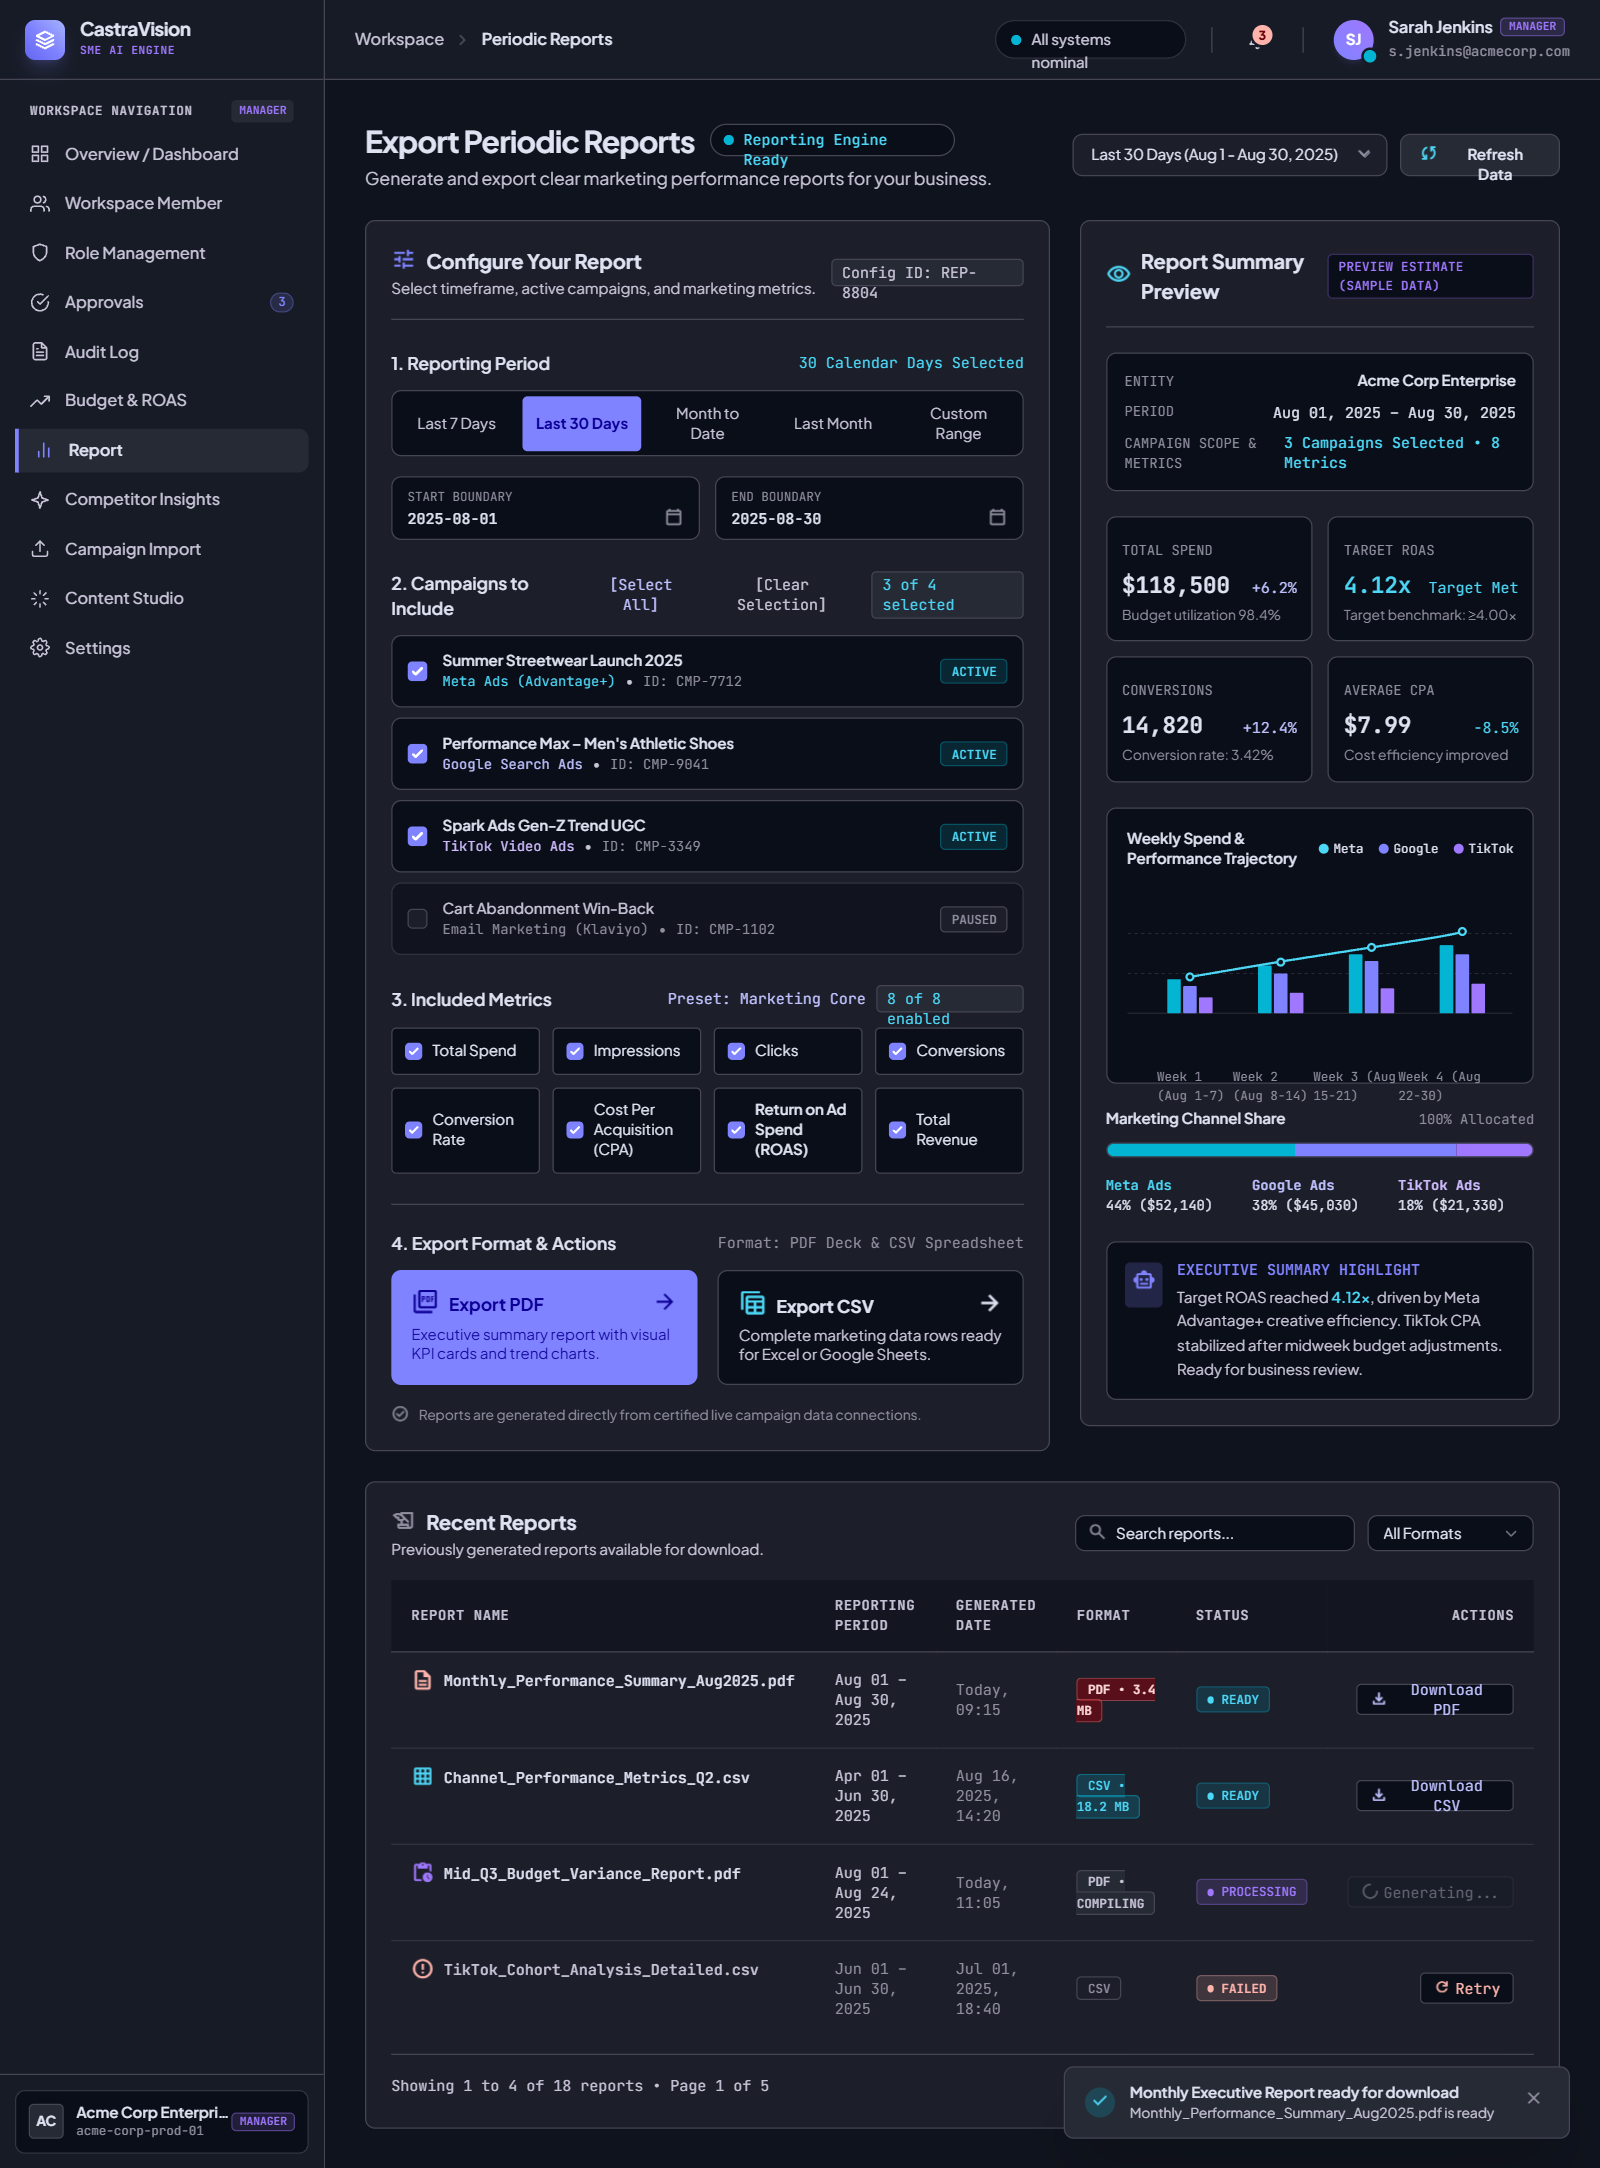 CastraVision
SME AI ENGINE
WORKSPACE NAVIGATION
MANAGER
Overview / Dashboard
Workspace Member
Role Management
Approvals
3
Audit Log
Budget & ROAS
Report
Competitor Insights
Campaign Import
Content Studio
Settings
AC
Acme Corp Enterpri...
acme-corp-prod-01
MANAGER
Workspace
Periodic Reports
All systems
nominal
3
SJ
Sarah Jenkins
MANAGER
s.jenkins@acmecorp.com
Export Periodic Reports
Reporting Engine
Ready
Generate and export clear marketing performance reports for your business.
Last 30 Days (Aug 1 - Aug 30, 2025)
Refresh
Data
Configure Your Report
Select timeframe, active campaigns, and marketing metrics.
Config ID: REP-
8804
1. Reporting Period
30 Calendar Days Selected
Last 7 Days
Last 30 Days
Month to
Date
Last Month
Custom
Range
START BOUNDARY
2025-08-01
END BOUNDARY
2025-08-30
2. Campaigns to
Include
[Select
All]
[Clear
Selection]
3 of 4
selected
Summer Streetwear Launch 2025
Meta Ads (Advantage+) • ID: CMP-7712
ACTIVE
Performance Max – Men's Athletic Shoes
Google Search Ads • ID: CMP-9041
ACTIVE
Spark Ads Gen-Z Trend UGC
TikTok Video Ads • ID: CMP-3349
ACTIVE
Cart Abandonment Win-Back
Email Marketing (Klaviyo) • ID: CMP-1102
PAUSED
3. Included Metrics
Preset: Marketing Core
8 of 8
enabled
Total Spend
Impressions
Clicks
Conversions
Conversion
Rate
Cost Per
Acquisition
(CPA)
Return on Ad
Spend
(ROAS)
Total
Revenue
4. Export Format & Actions
Format: PDF Deck & CSV Spreadsheet
PDF
Export PDF
Executive summary report with visual
KPI cards and trend charts.
Export CSV
Complete marketing data rows ready
for Excel or Google Sheets.
Reports are generated directly from certified live campaign data connections.
Report Summary
Preview
PREVIEW ESTIMATE
(SAMPLE DATA)
ENTITY
Acme Corp Enterprise
PERIOD
Aug 01, 2025 – Aug 30, 2025
CAMPAIGN SCOPE &
METRICS
3 Campaigns Selected • 8
Metrics
TOTAL SPEND
$118,500 +6.2%
Budget utilization 98.4%
TARGET ROAS
4.12x Target Met
Target benchmark: ≥4.00x
CONVERSIONS
14,820 +12.4%
Conversion rate: 3.42%
AVERAGE CPA
$7.99 -8.5%
Cost efficiency improved
Weekly Spend &
Performance Trajectory
Meta
Google
TikTok
Week 1
(Aug 1-7)
Week 2
(Aug 8-14)
Week 3 (Aug
15-21)
Week 4 (Aug
22-30)
Marketing Channel Share
100% Allocated
Meta Ads
44% ($52,140)
Google Ads
38% ($45,030)
TikTok Ads
18% ($21,330)
EXECUTIVE SUMMARY HIGHLIGHT
Target ROAS reached 4.12x, driven by Meta
Advantage+ creative efficiency. TikTok CPA
stabilized after midweek budget adjustments.
Ready for business review.
Recent Reports
Previously generated reports available for download.
Search reports...
All Formats
REPORT NAME
REPORTING
PERIOD
GENERATED
DATE
FORMAT
STATUS
ACTIONS
Monthly_Performance_Summary_Aug2025.pdf
Aug 01 –
Aug 30,
2025
Today,
09:15
PDF • 3.4
MB
READY
Download
PDF
Channel_Performance_Metrics_Q2.csv
Apr 01 –
Jun 30,
2025
Aug 16,
2025,
14:20
CSV •
18.2 MB
READY
Download
CSV
Mid_Q3_Budget_Variance_Report.pdf
Aug 01 –
Aug 24,
2025
Today,
11:05
PDF •
COMPILING
PROCESSING
Generating...
TikTok_Cohort_Analysis_Detailed.csv
Jun 01 –
Jun 30,
2025
Jul 01,
2025,
18:40
CSV
FAILED
Retry
Showing 1 to 4 of 18 reports • Page 1 of 5
Monthly Executive Report ready for download
Monthly_Performance_Summary_Aug2025.pdf is ready